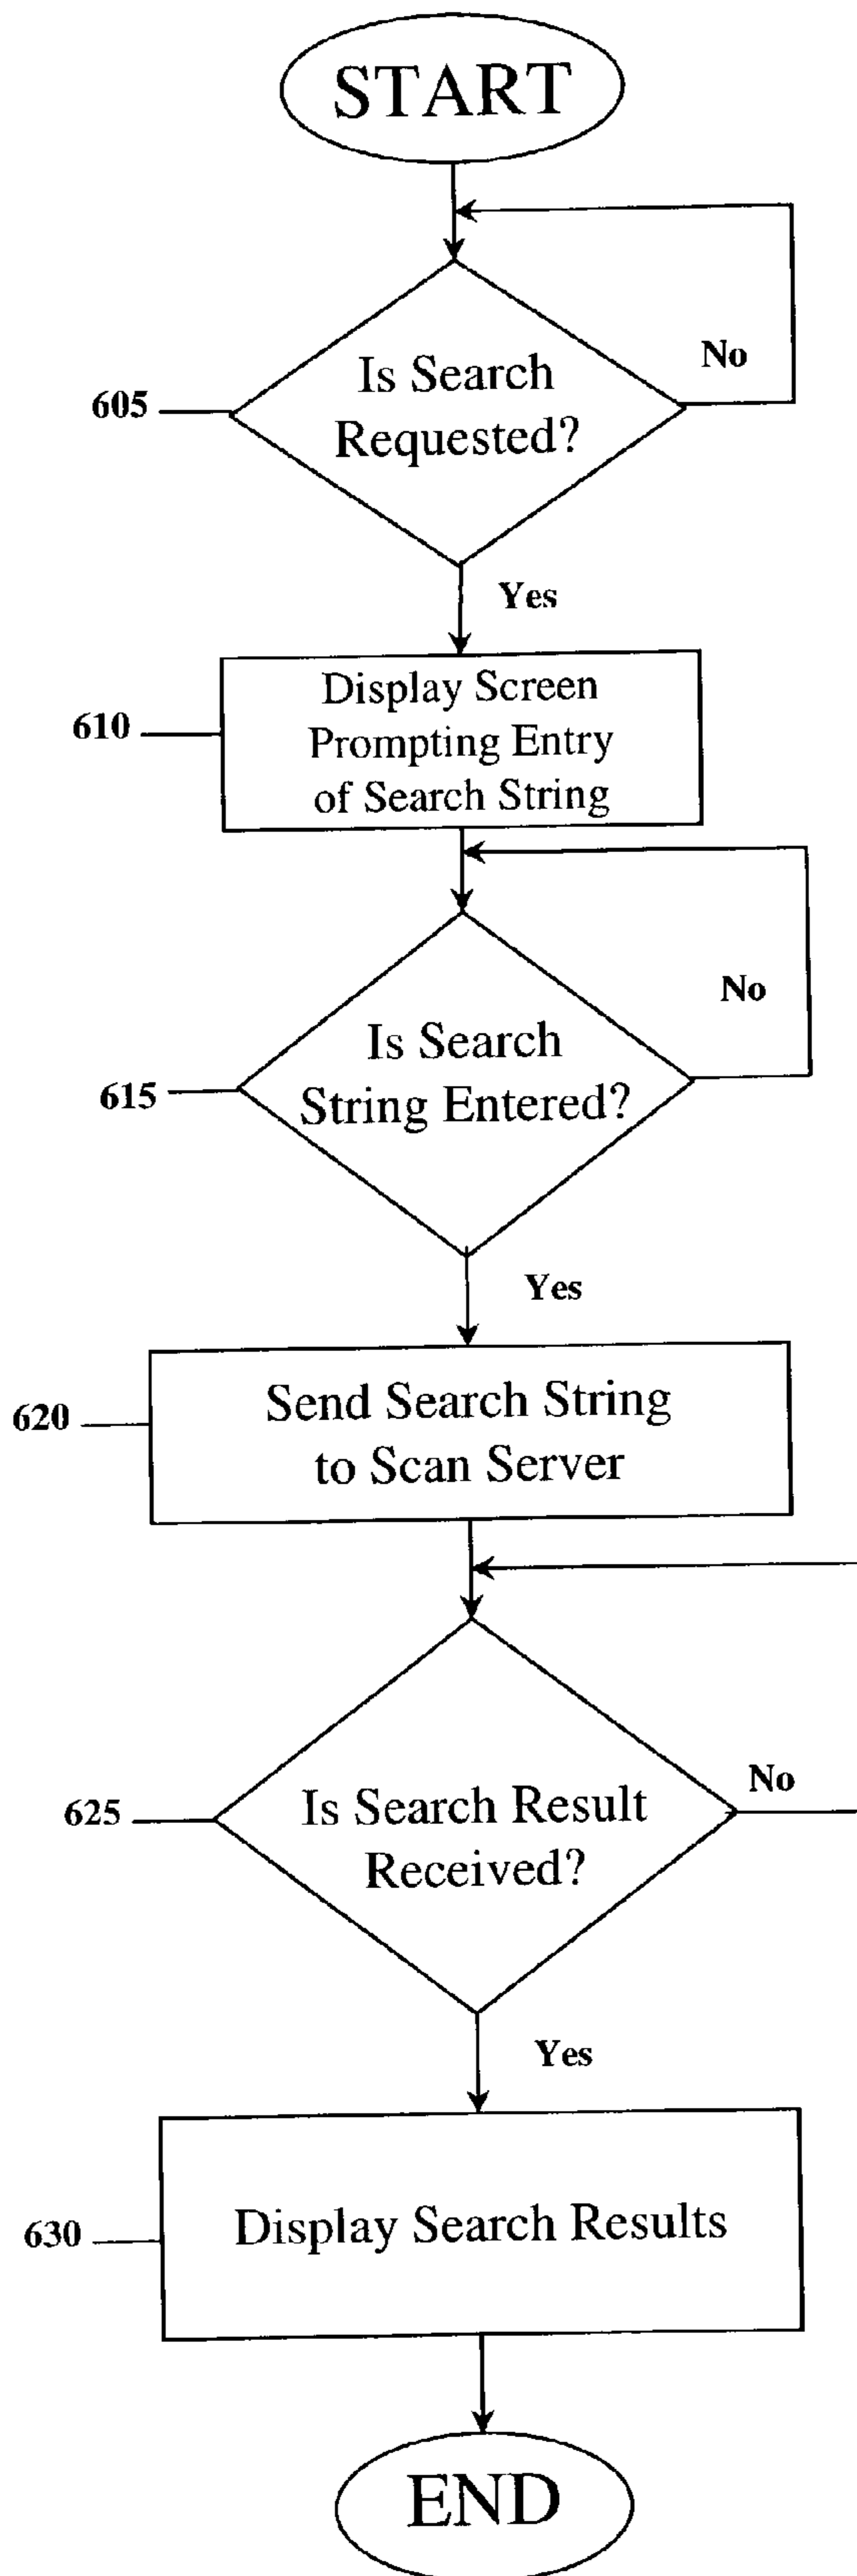 START
Is Search
Requested?
No
605
Yes
Display Screen
Prompting Entry
of Search String
610
Is Search
String Entered?
No
615
Yes
Send Search String
to Scan Server
620
Is Search Result
Received?
No
625
Yes
Display Search Results
630
END